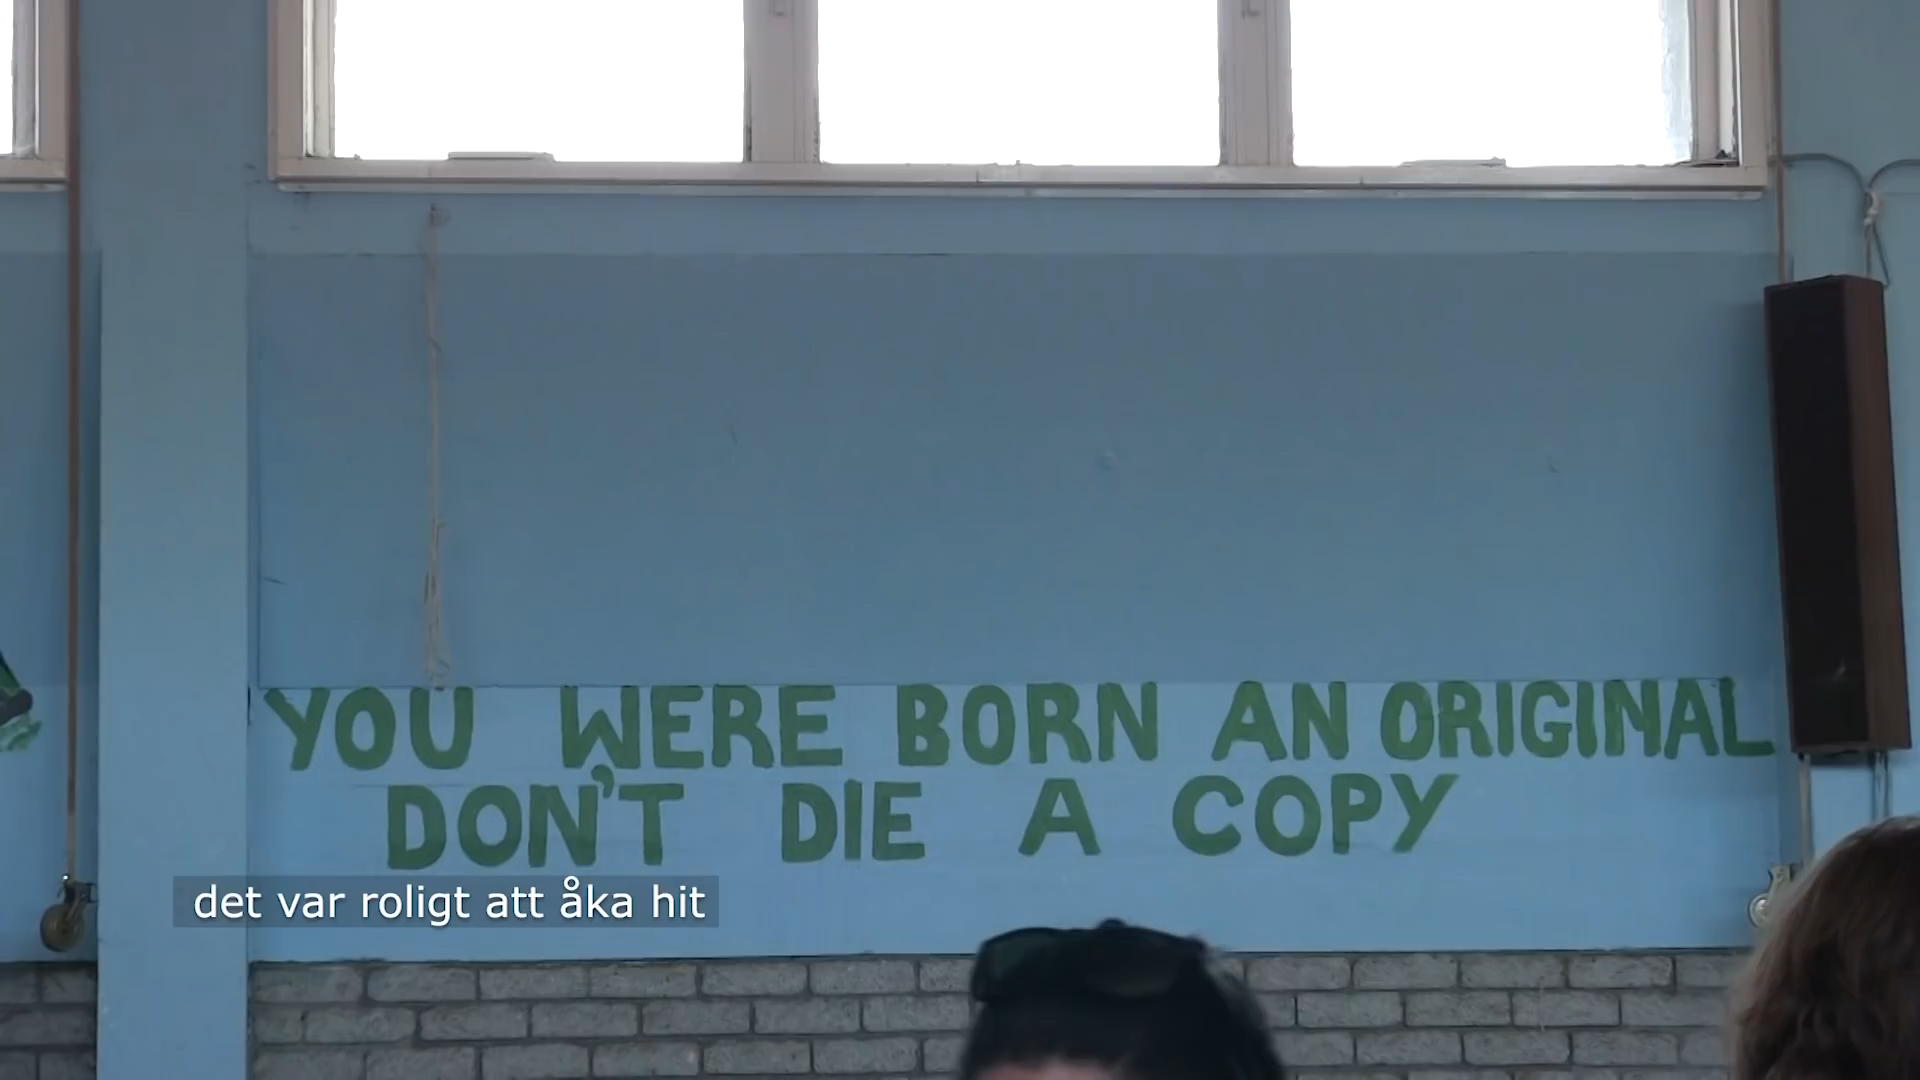 YOU WERE BORN AN ORIGINAL
DON'T DIE A COPY
det var roligt att åka hit